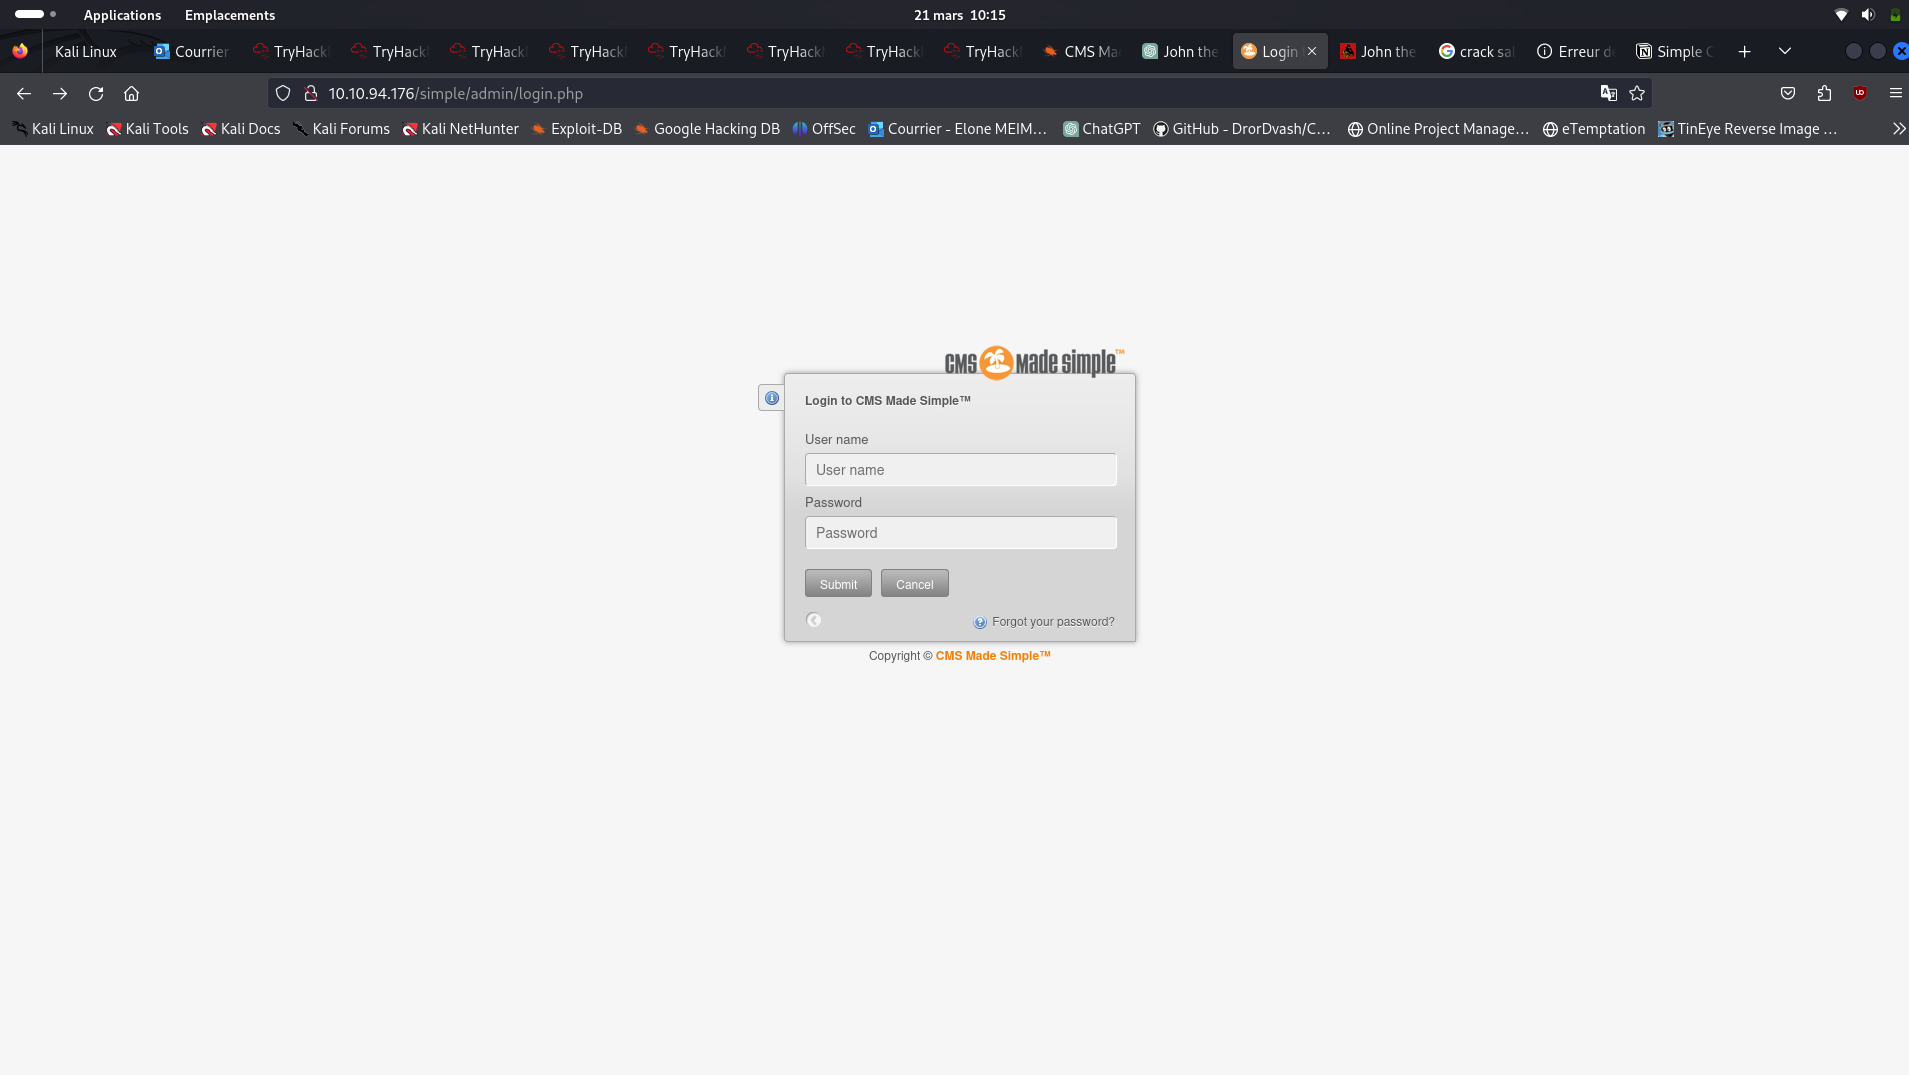 Applications Emplacements 21 mars 10:15
Kali Linux Courrier TryHackM TryHack TryHack TryHack TryHack TryHack TryHack TryHack CMS Ma John the Login John the crack sal Erreur de Simple C
10.10.94.176/simple/admin/login.php
Kali Linux Kali Tools Kali Docs Kali Forums Kali NetHunter Exploit-DB Google Hacking DB OffSec Courrier - Elone MEIM... ChatGPT GitHub - DrorDvash/C... Online Project Manage... eTemptation TinEye Reverse Image ...
CMS Made simple™
Login to CMS Made Simple™
User name
User name
Password
Password
Submit Cancel
Forgot your password?
Copyright © CMS Made Simple™